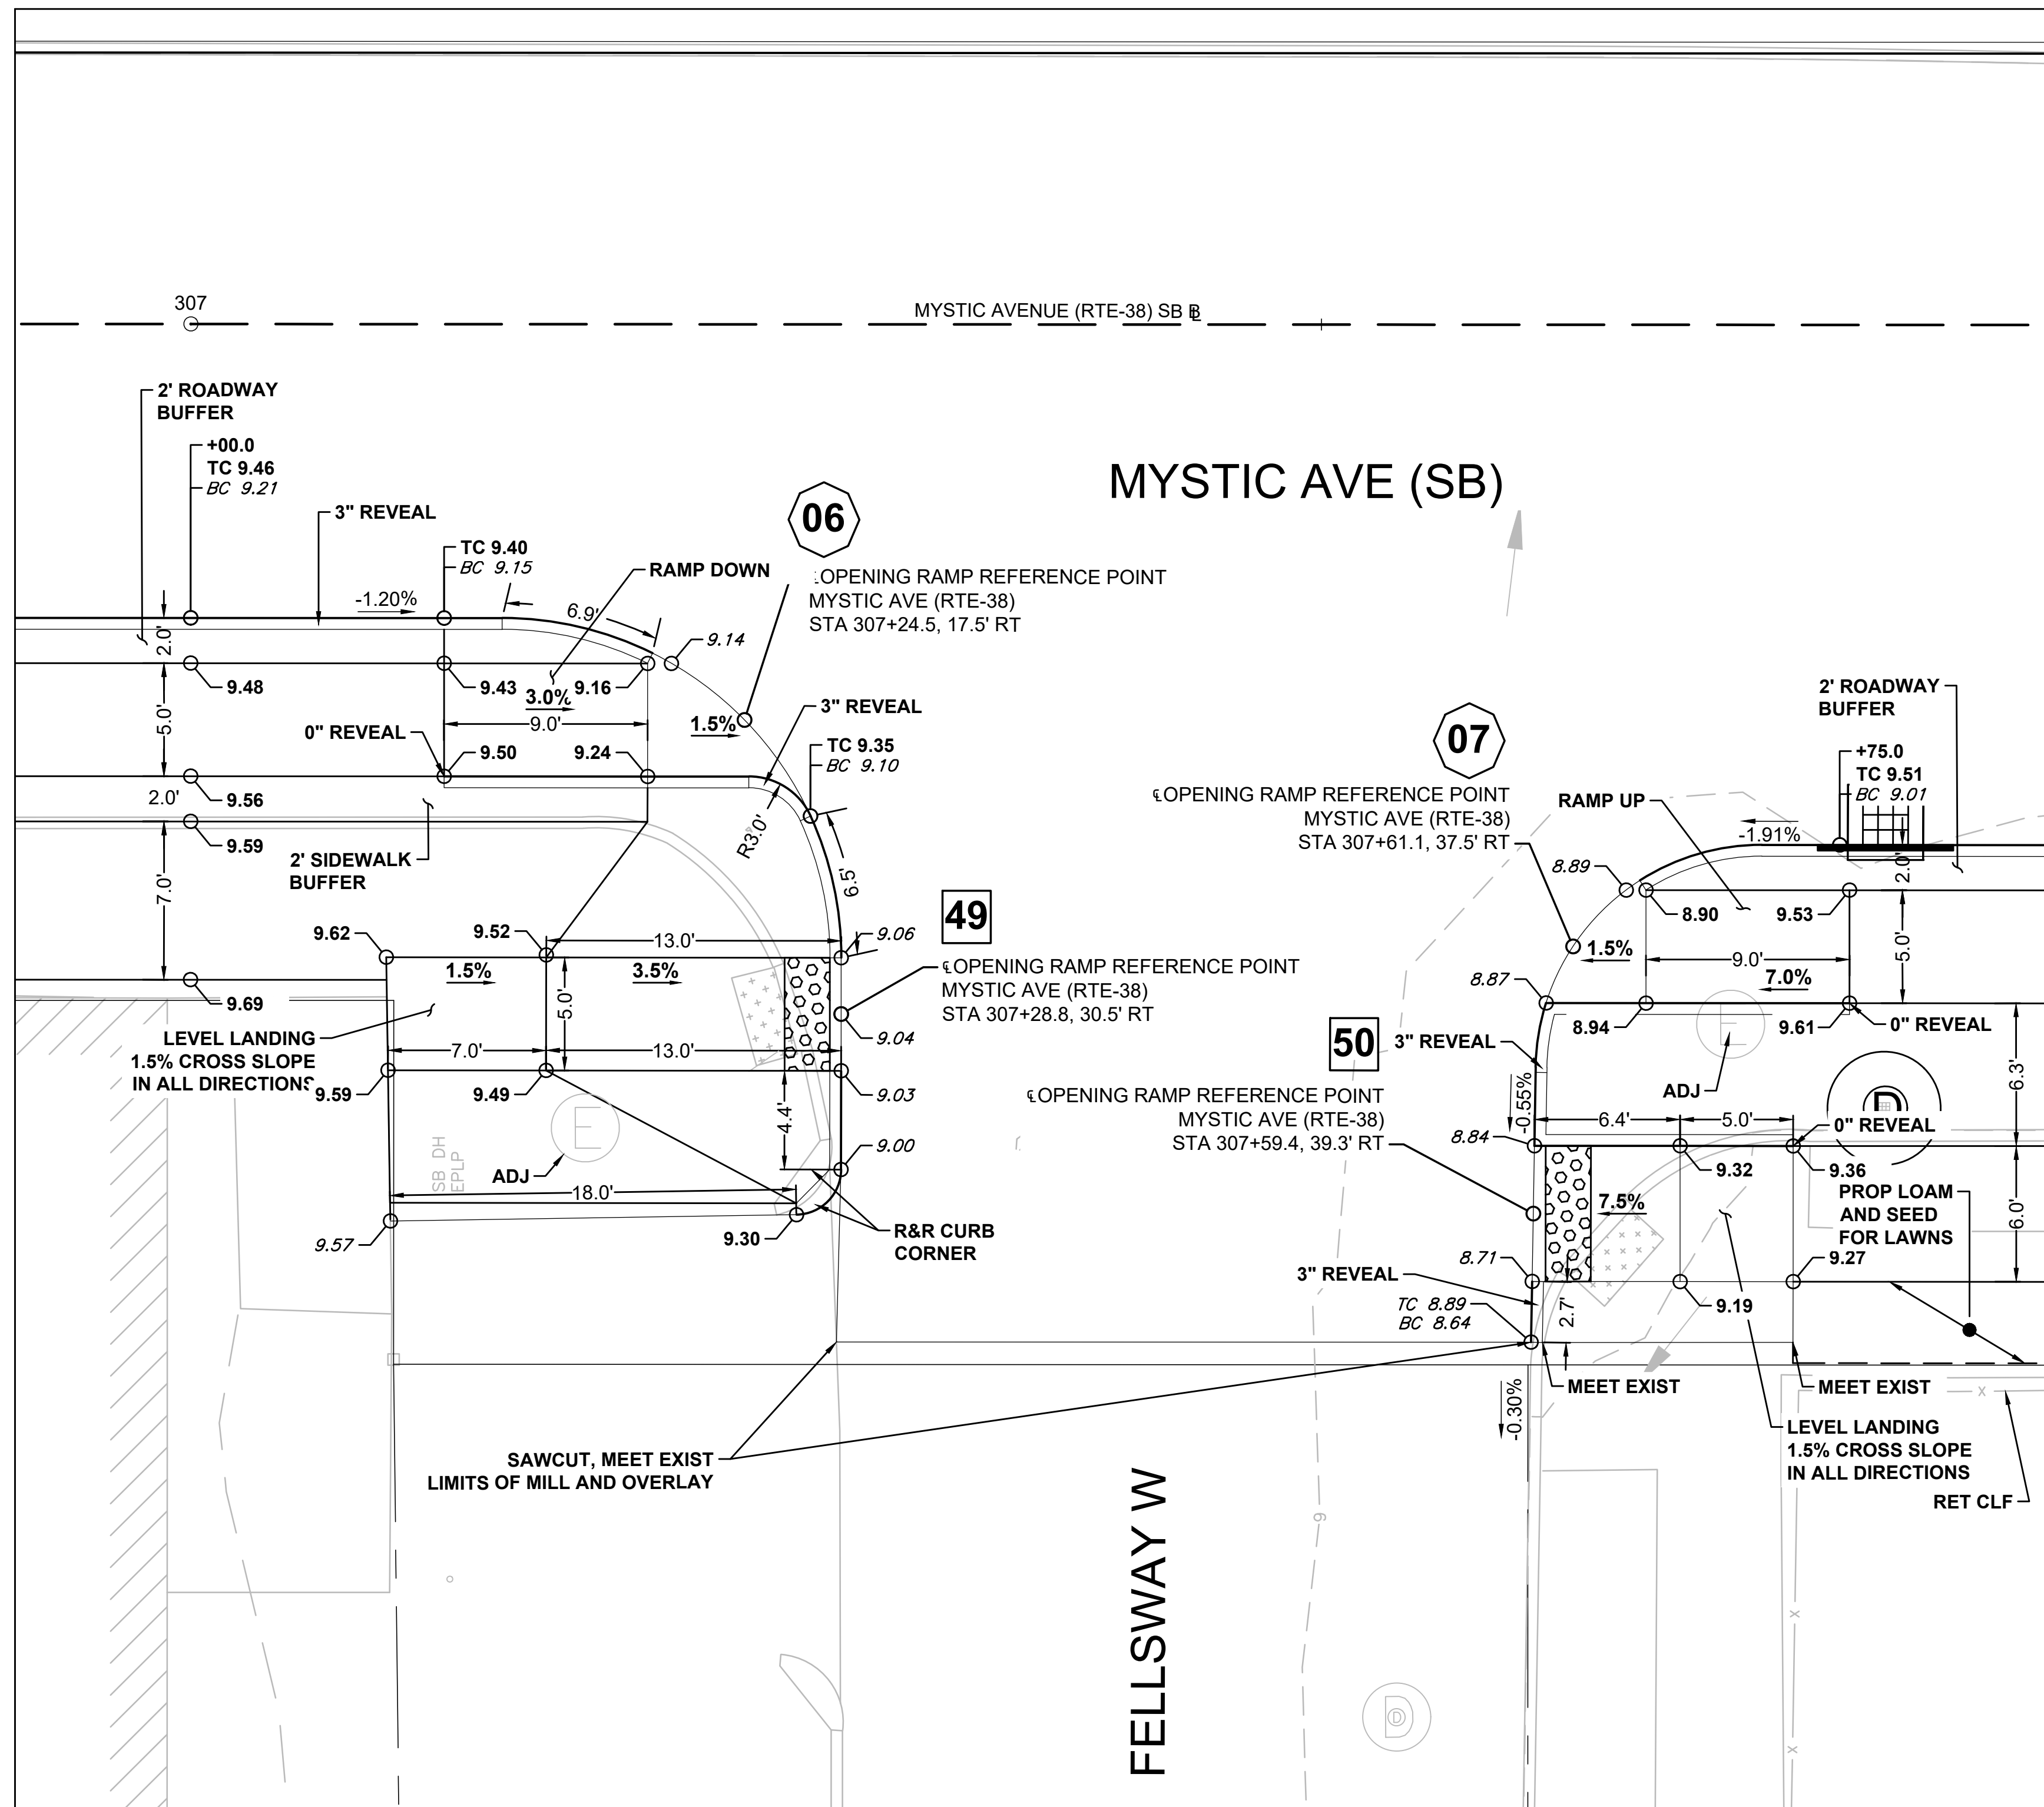 307
MYSTIC AVENUE (RTE-38) SB BL
2' ROADWAY
BUFFER
+00.0
TC 9.46
BC 9.21
3" REVEAL
TC 9.40
BC 9.15
-1.20%
6.9'
RAMP DOWN
06
OPENING RAMP REFERENCE POINT
MYSTIC AVE (RTE-38)
STA 307+24.5, 17.5' RT
MYSTIC AVE (SB)
2.0'
9.48
9.43
3.0%
9.16
9.14
5.0'
9.0'
1.5%
0" REVEAL
9.50
9.24
3" REVEAL
TC 9.35
BC 9.10
2.0'
9.56
R3.0'
6.5'
9.59
2' SIDEWALK
BUFFER
7.0'
9.62
9.52
13.0'
9.06
49
℄ OPENING RAMP REFERENCE POINT
MYSTIC AVE (RTE-38)
STA 307+28.8, 30.5' RT
1.5%
3.5%
9.69
5.0'
9.04
LEVEL LANDING
1.5% CROSS SLOPE
IN ALL DIRECTIONS
7.0'
13.0'
9.59
9.49
9.03
4.4'
9.00
E
SB DH
EPLP
ADJ
18.0'
9.57
9.30
R&R CURB
CORNER
SAWCUT, MEET EXIST
LIMITS OF MILL AND OVERLAY
FELLSWAY W
07
℄ OPENING RAMP REFERENCE POINT
MYSTIC AVE (RTE-38)
STA 307+61.1, 37.5' RT
RAMP UP
2' ROADWAY
BUFFER
+75.0
TC 9.51
BC 9.01
-1.91%
2.0'
8.89
8.90
9.53
1.5%
9.0'
5.0'
7.0%
8.87
8.94
9.61
0" REVEAL
50
3" REVEAL
E
ADJ
D
℄ OPENING RAMP REFERENCE POINT
MYSTIC AVE (RTE-38)
STA 307+59.4, 39.3' RT
-0.55%
6.4'
5.0'
6.3'
0" REVEAL
8.84
9.32
9.36
7.5%
PROP LOAM
AND SEED
FOR LAWNS
6.0'
8.71
9.27
3" REVEAL
TC 8.89
BC 8.64
2.7'
9.19
MEET EXIST
MEET EXIST
x
-0.30%
LEVEL LANDING
1.5% CROSS SLOPE
IN ALL DIRECTIONS
RET CLF
9
x
D
x